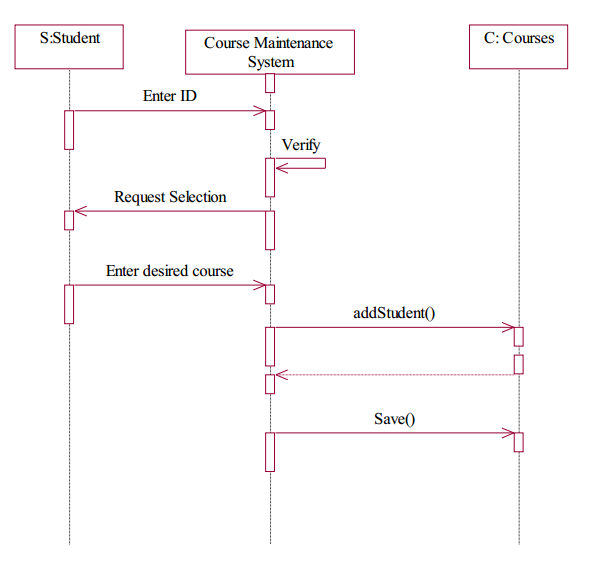 S:Student
Course Maintenance
System
C: Courses
Enter ID
Verify
Request Selection
Enter desired course
addStudent()
Save()